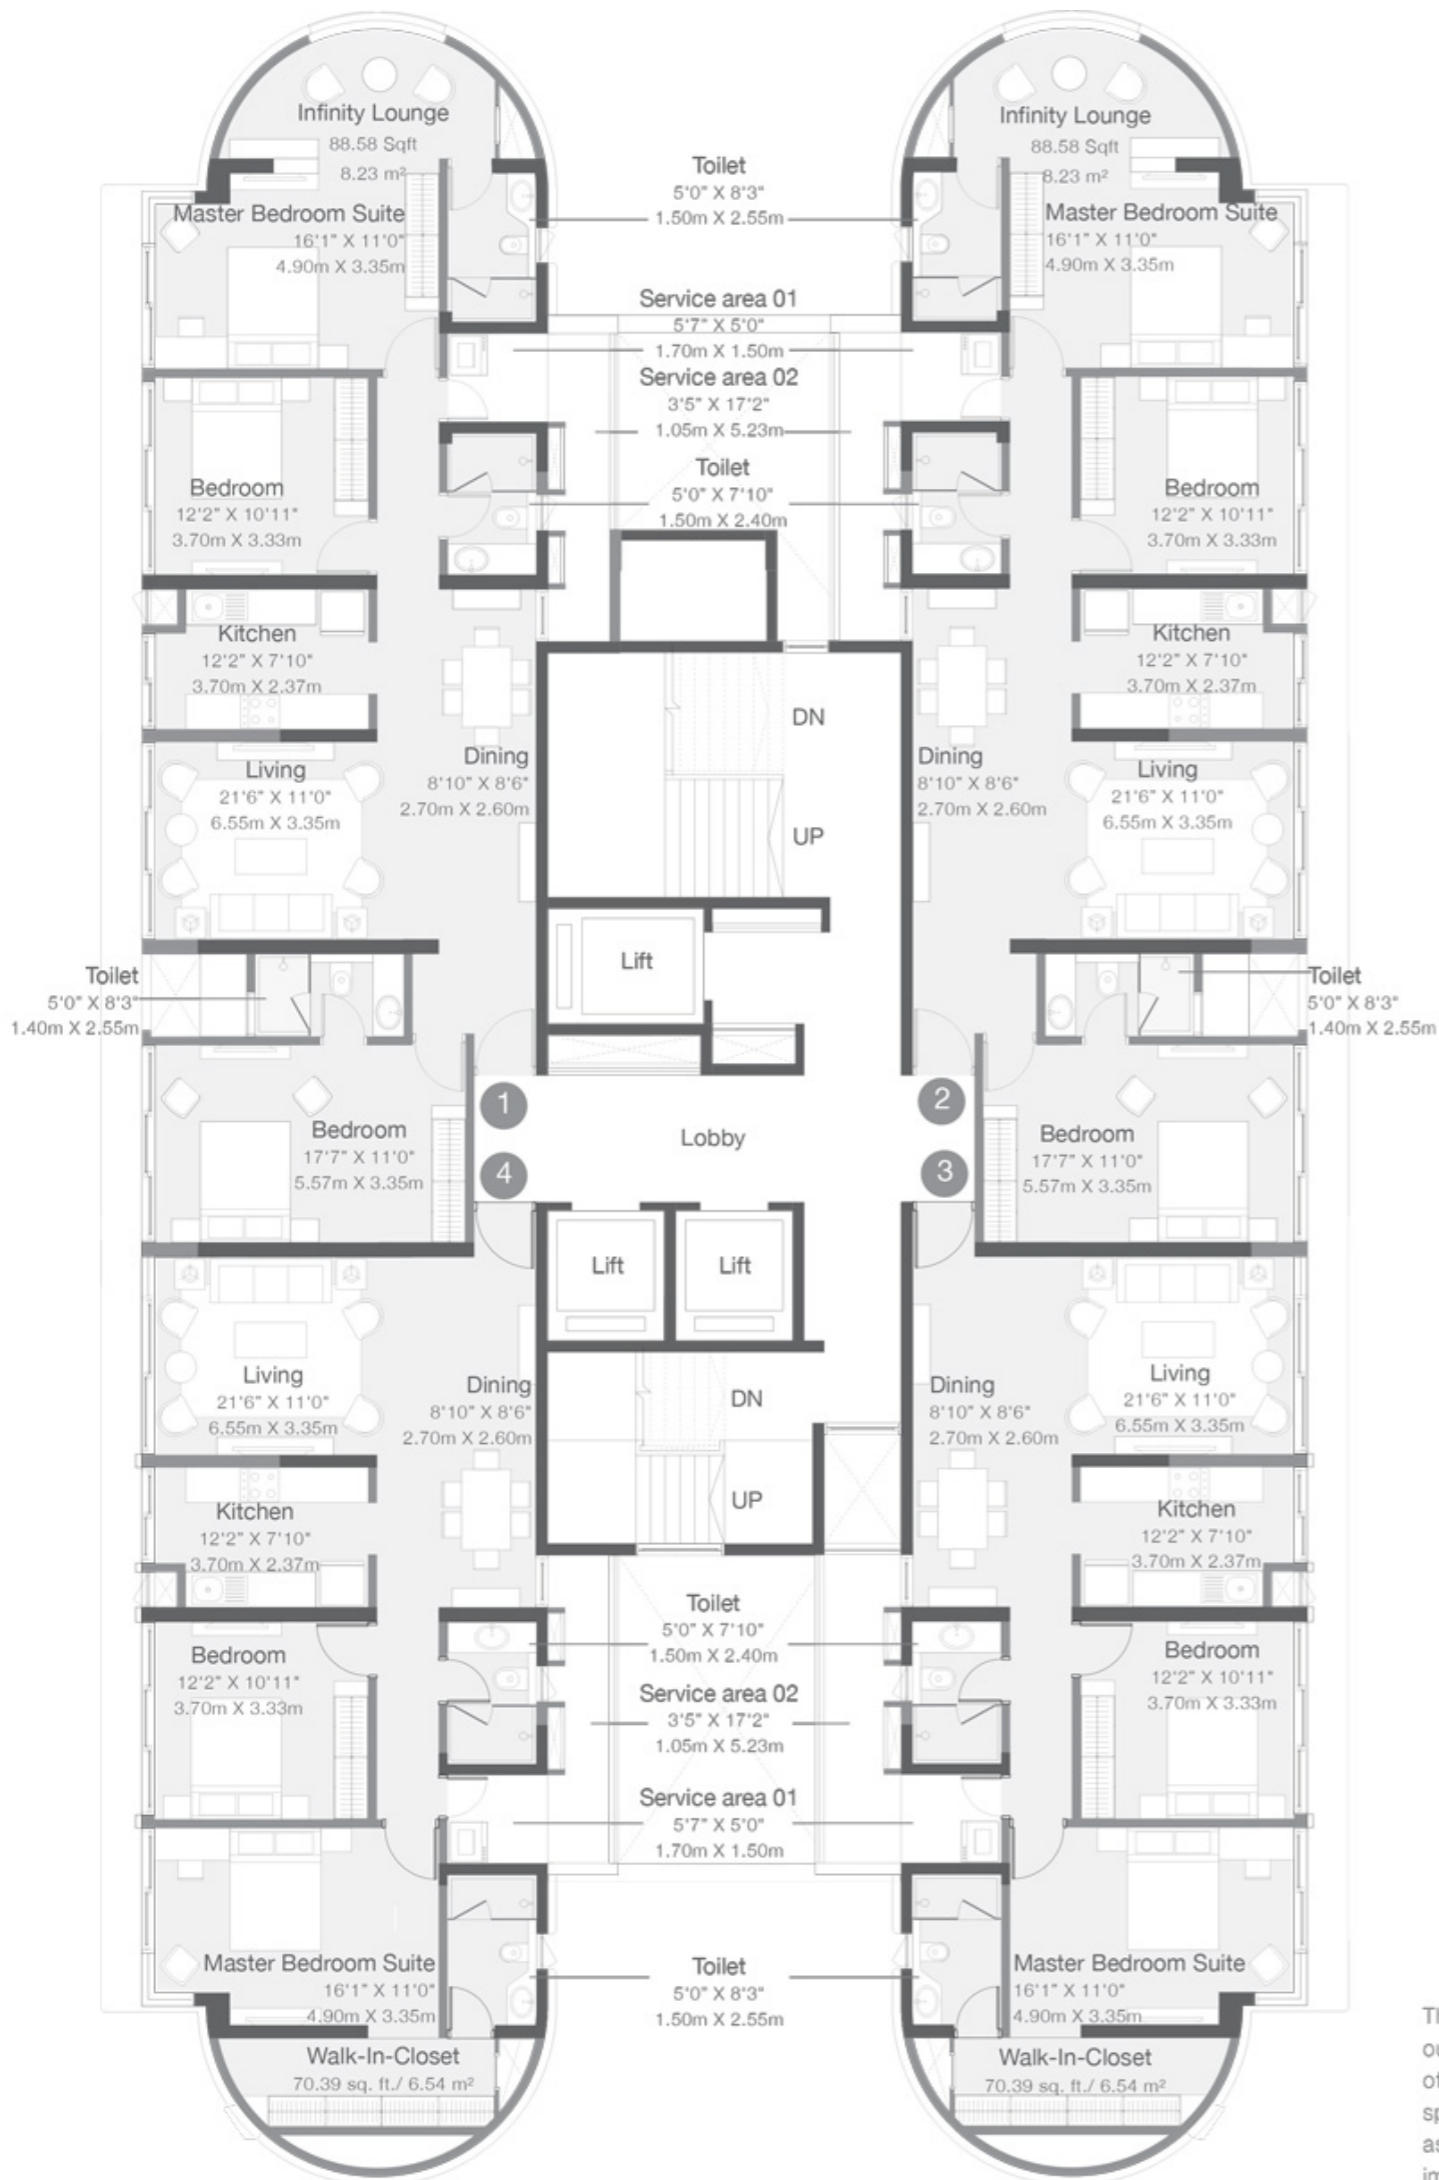 Infinity Lounge
88.58 Sqft
8.23 m²
Master Bedroom Suite
16'1" X 11'0"
4.90m X 3.35m
Toilet
5'0" X 8'3"
1.50m X 2.55m
Infinity Lounge
88.58 Sqft
8.23 m²
Master Bedroom Suite
16'1" X 11'0"
4.90m X 3.35m
Service area 01
5'7" X 5'0"
1.70m X 1.50m
Service area 02
3'5" X 17'2"
1.05m X 5.23m
Toilet
5'0" X 7'10"
1.50m X 2.40m
Bedroom
12'2" X 10'11"
3.70m X 3.33m
Bedroom
12'2" X 10'11"
3.70m X 3.33m
Kitchen
12'2" X 7'10"
3.70m X 2.37m
Kitchen
12'2" X 7'10"
3.70m X 2.37m
DN
UP
Living
21'6" X 11'0"
6.55m X 3.35m
Dining
8'10" X 8'6"
2.70m X 2.60m
Dining
8'10" X 8'6"
2.70m X 2.60m
Living
21'6" X 11'0"
6.55m X 3.35m
Lift
Toilet
5'0" X 8'3"
1.40m X 2.55m
Toilet
5'0" X 8'3"
1.40m X 2.55m
1
2
Lobby
4
3
Bedroom
17'7" X 11'0"
5.57m X 3.35m
Bedroom
17'7" X 11'0"
5.57m X 3.35m
Lift
Lift
Living
21'6" X 11'0"
6.55m X 3.35m
Dining
8'10" X 8'6"
2.70m X 2.60m
DN
UP
Dining
8'10" X 8'6"
2.70m X 2.60m
Living
21'6" X 11'0"
6.55m X 3.35m
Kitchen
12'2" X 7'10"
3.70m X 2.37m
Kitchen
12'2" X 7'10"
3.70m X 2.37m
Toilet
5'0" X 7'10"
1.50m X 2.40m
Bedroom
12'2" X 10'11"
3.70m X 3.33m
Bedroom
12'2" X 10'11"
3.70m X 3.33m
Service area 02
3'5" X 17'2"
1.05m X 5.23m
Service area 01
5'7" X 5'0"
1.70m X 1.50m
Master Bedroom Suite
16'1" X 11'0"
4.90m X 3.35m
Toilet
5'0" X 8'3"
1.50m X 2.55m
Master Bedroom Suite
16'1" X 11'0"
4.90m X 3.35m
Walk-In-Closet
70.39 sq. ft./ 6.54 m²
Walk-In-Closet
70.39 sq. ft./ 6.54 m²